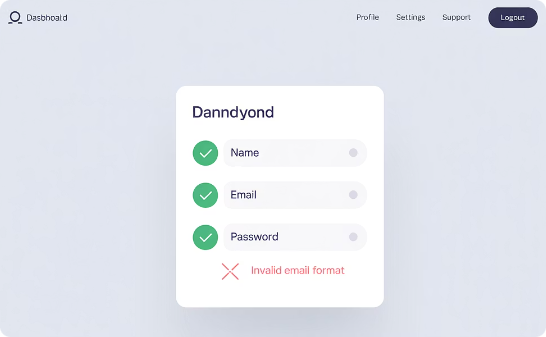 Dasbhoald
Profile Settings Support Logout
Danndyond
Name
Email
Password
Invalid email format